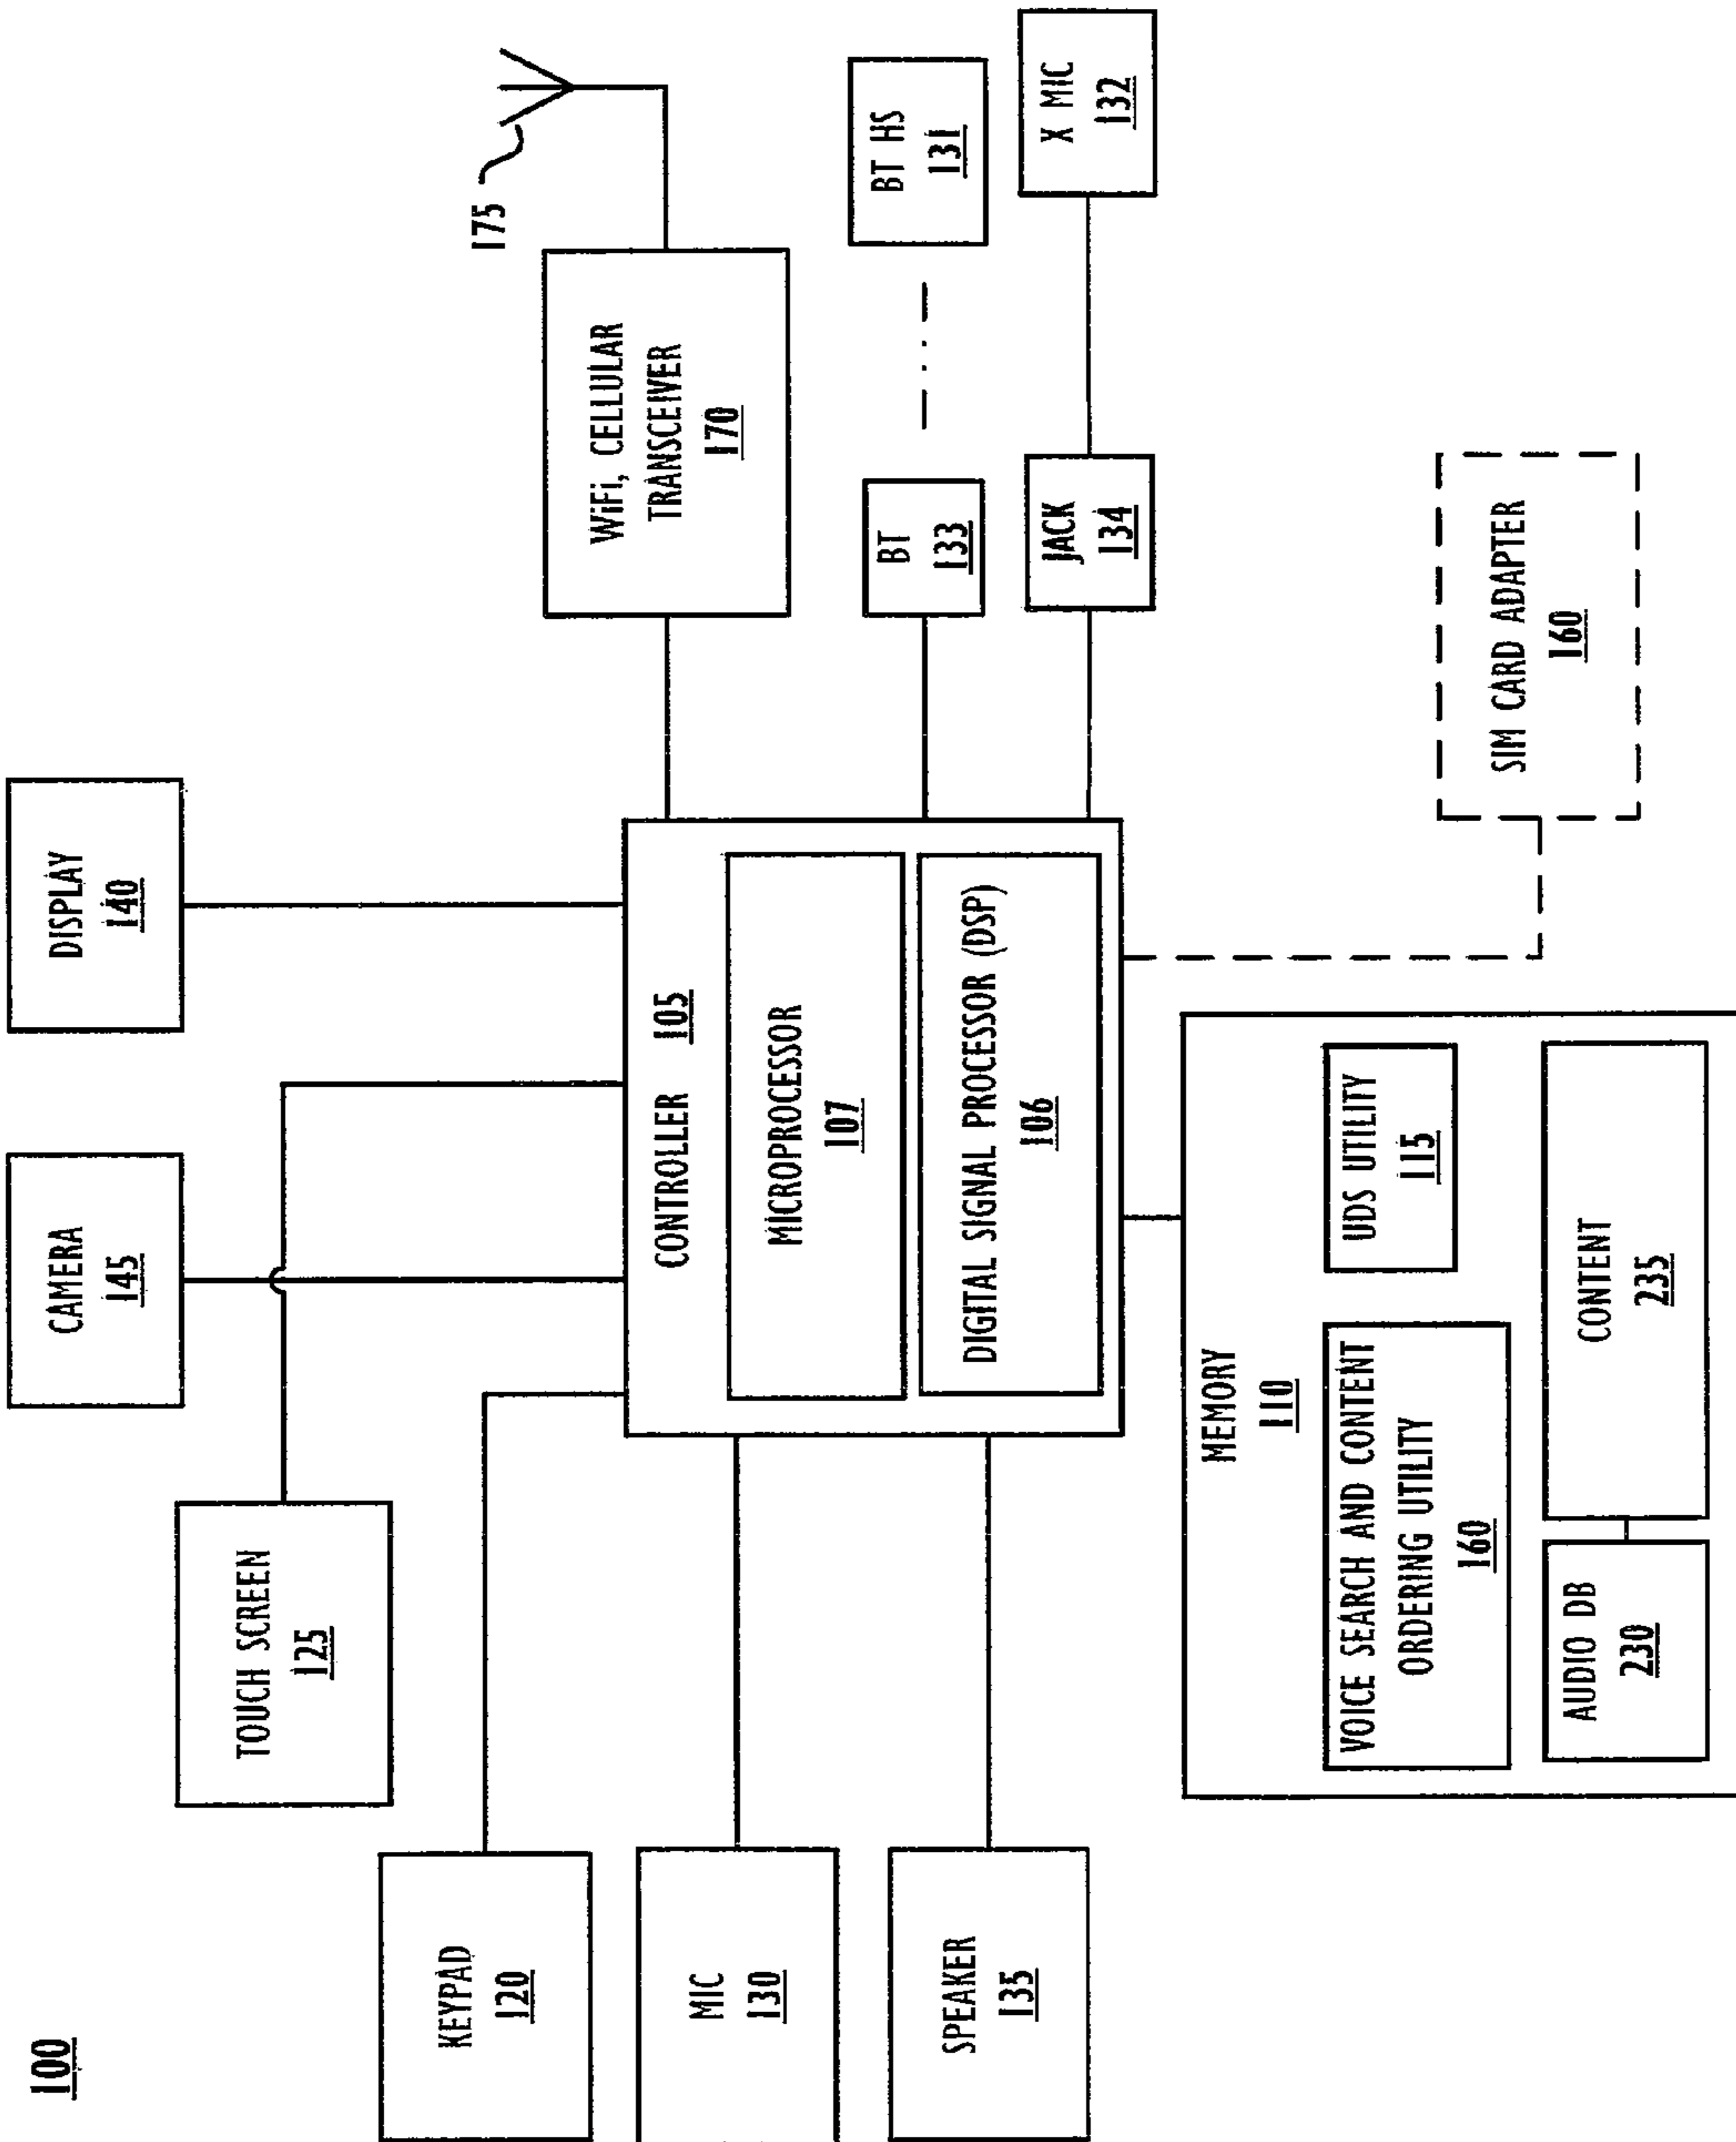 100
CAMERA
145
DISPLAY
140
TOUCH SCREEN
125
KEYPAD
120
MIC
130
SPEAKER
135
CONTROLLER 105
MICROPROCESSOR
107
DIGITAL SIGNAL PROCESSOR (DSP)
106
175
WiFi, CELLULAR
TRANSCEIVER
170
BT
133
BT HS
131
JACK
134
X MIC
132
SIM CARD ADAPTER
160
MEMORY
110
VOICE SEARCH AND CONTENT
ORDERING UTILITY
160
UDS UTILITY
115
AUDIO DB
230
CONTENT
235